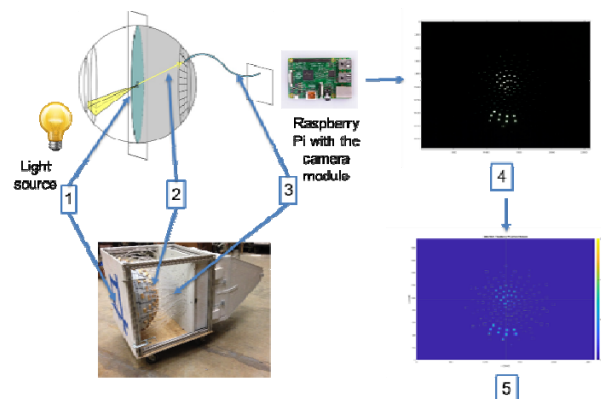 Light
source
Raspberry
Pi with the
camera
module
1
2
3
4
5